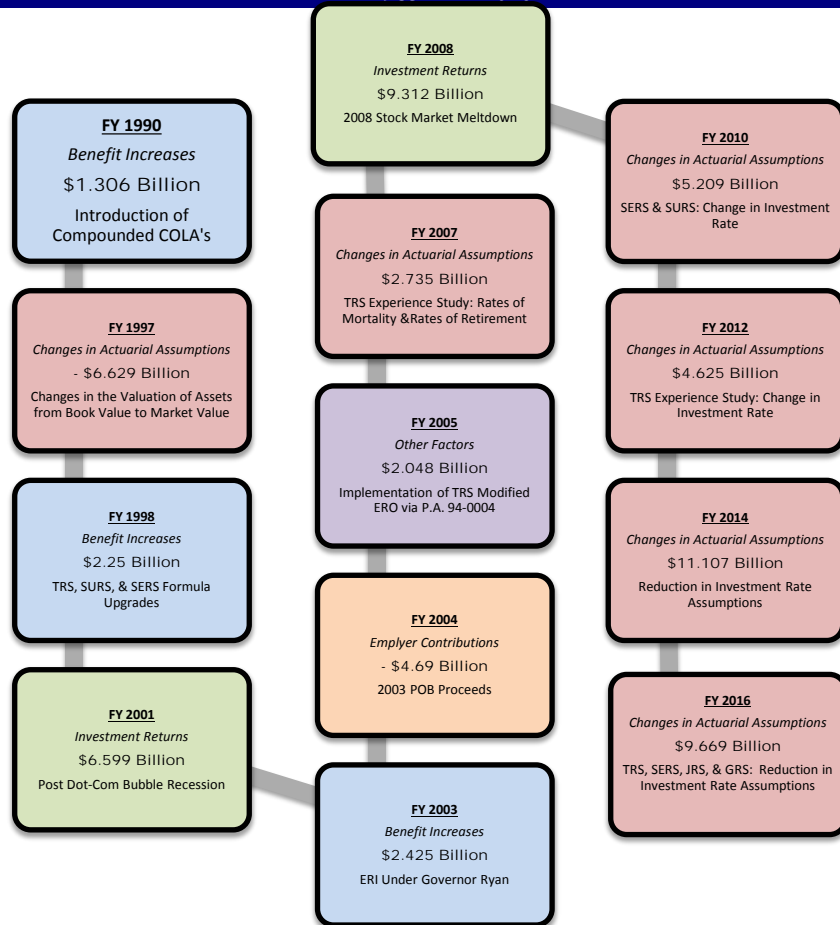 FY 1990
Benefit Increases
$1.306 Billion
Introduction of
Compounded COLA's
FY 1997
Changes in Actuarial Assumptions
- $6.629 Billion
Changes in the Valuation of Assets
from Book Value to Market Value
FY 1998
Benefit Increases
$2.25 Billion
TRS, SURS, & SERS Formula
Upgrades
FY 2001
Investment Returns
$6.599 Billion
Post Dot-Com Bubble Recession
FY 2003
Benefit Increases
$2.425 Billion
ERI Under Governor Ryan
FY 2004
Emplyer Contributions
- $4.69 Billion
2003 POB Proceeds
FY 2005
Other Factors
$2.048 Billion
Implementation of TRS Modified
ERO via P.A. 94-0004
FY 2007
Changes in Actuarial Assumptions
$2.735 Billion
TRS Experience Study: Rates of
Mortality &Rates of Retirement
FY 2008
Investment Returns
$9.312 Billion
2008 Stock Market Meltdown
FY 2010
Changes in Actuarial Assumptions
$5.209 Billion
SERS & SURS: Change in Investment
Rate
FY 2012
Changes in Actuarial Assumptions
$4.625 Billion
TRS Experience Study: Change in
Investment Rate
FY 2014
Changes in Actuarial Assumptions
$11.107 Billion
Reduction in Investment Rate
Assumptions
FY 2016
Changes in Actuarial Assumptions
$9.669 Billion
TRS, SERS, JRS, & GRS: Reduction in
Investment Rate Assumptions